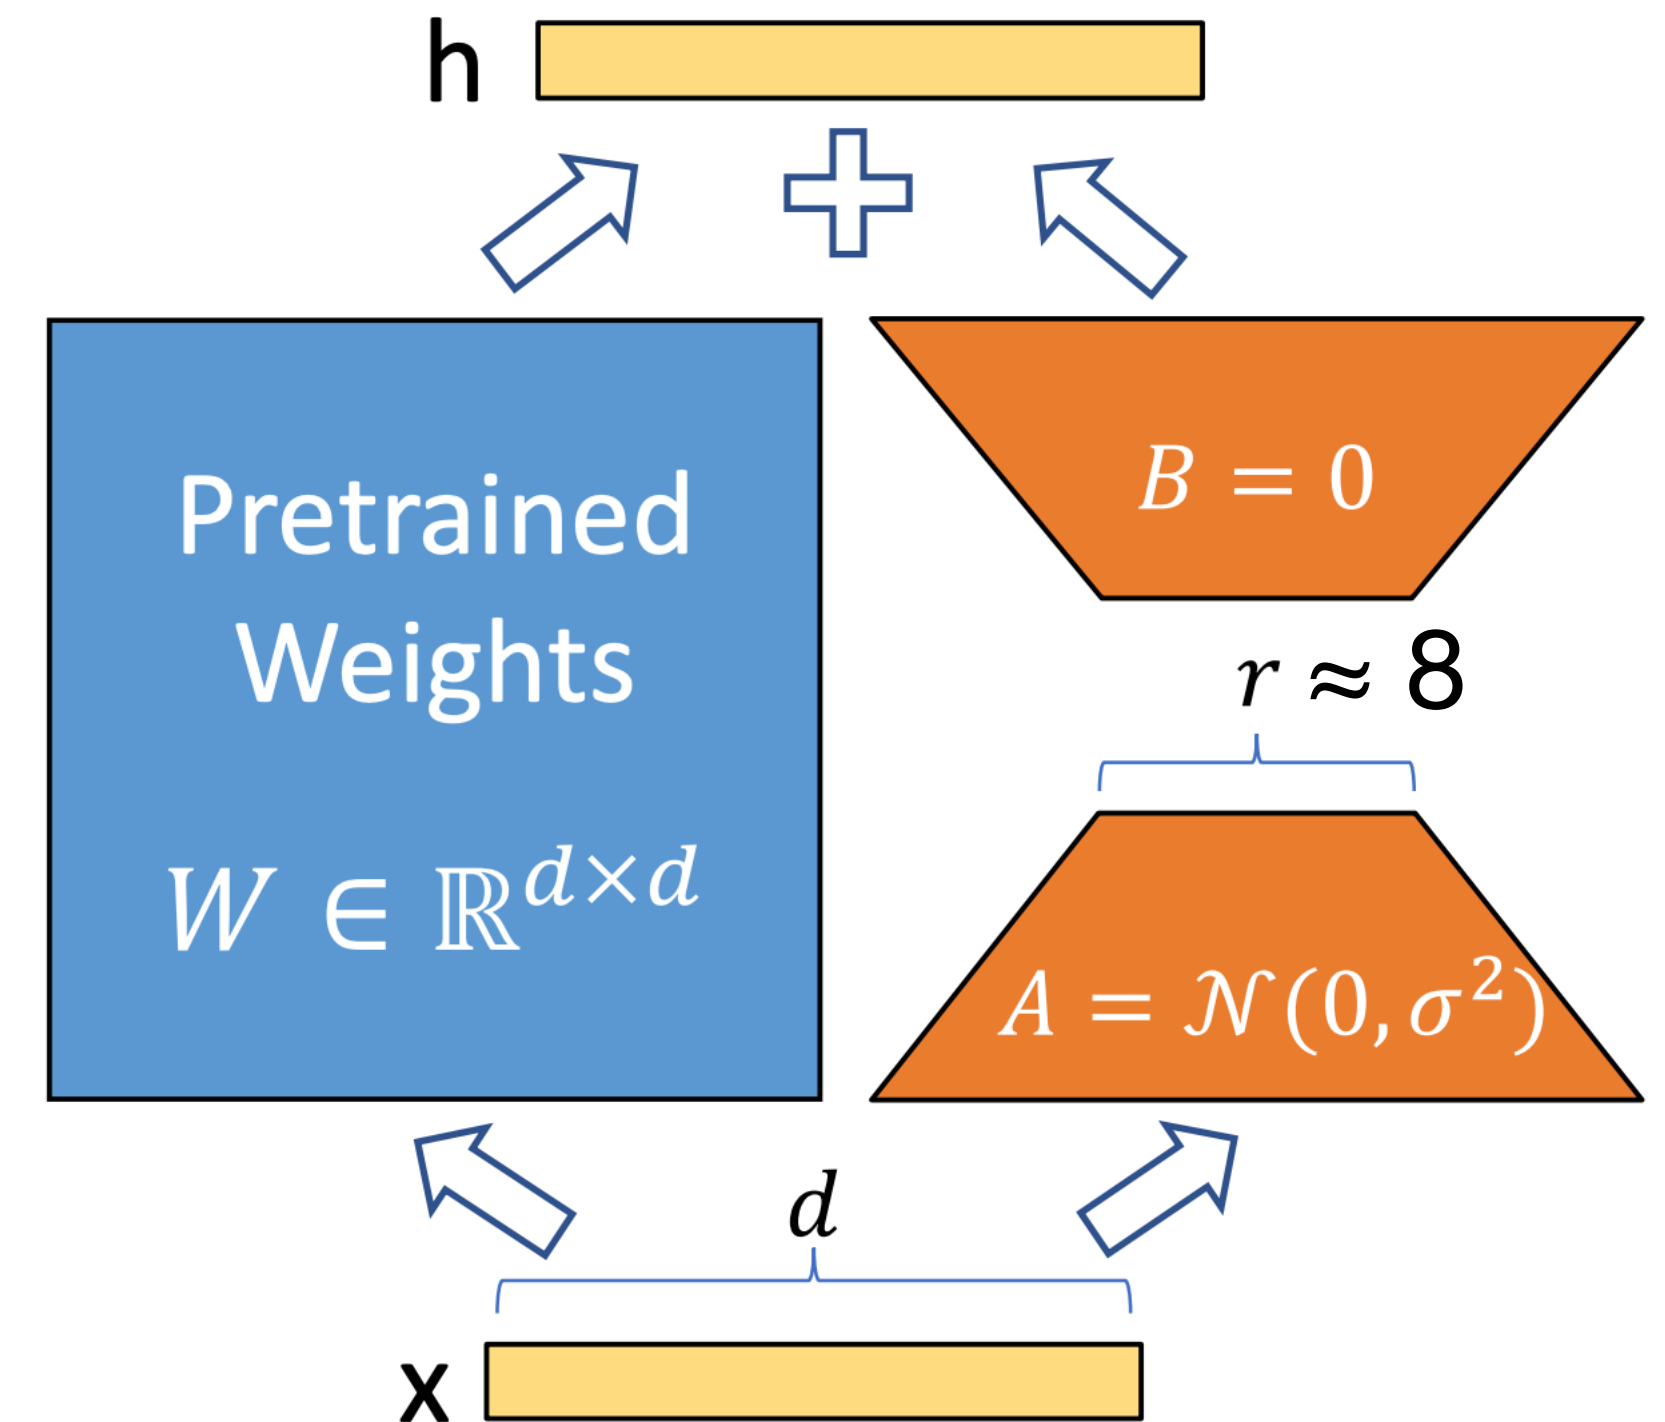 h
Pretrained
Weights
W ∈ ℝ^{d×d}
B = 0
r ≈ 8
A = 𝒩(0, σ²)
d
x